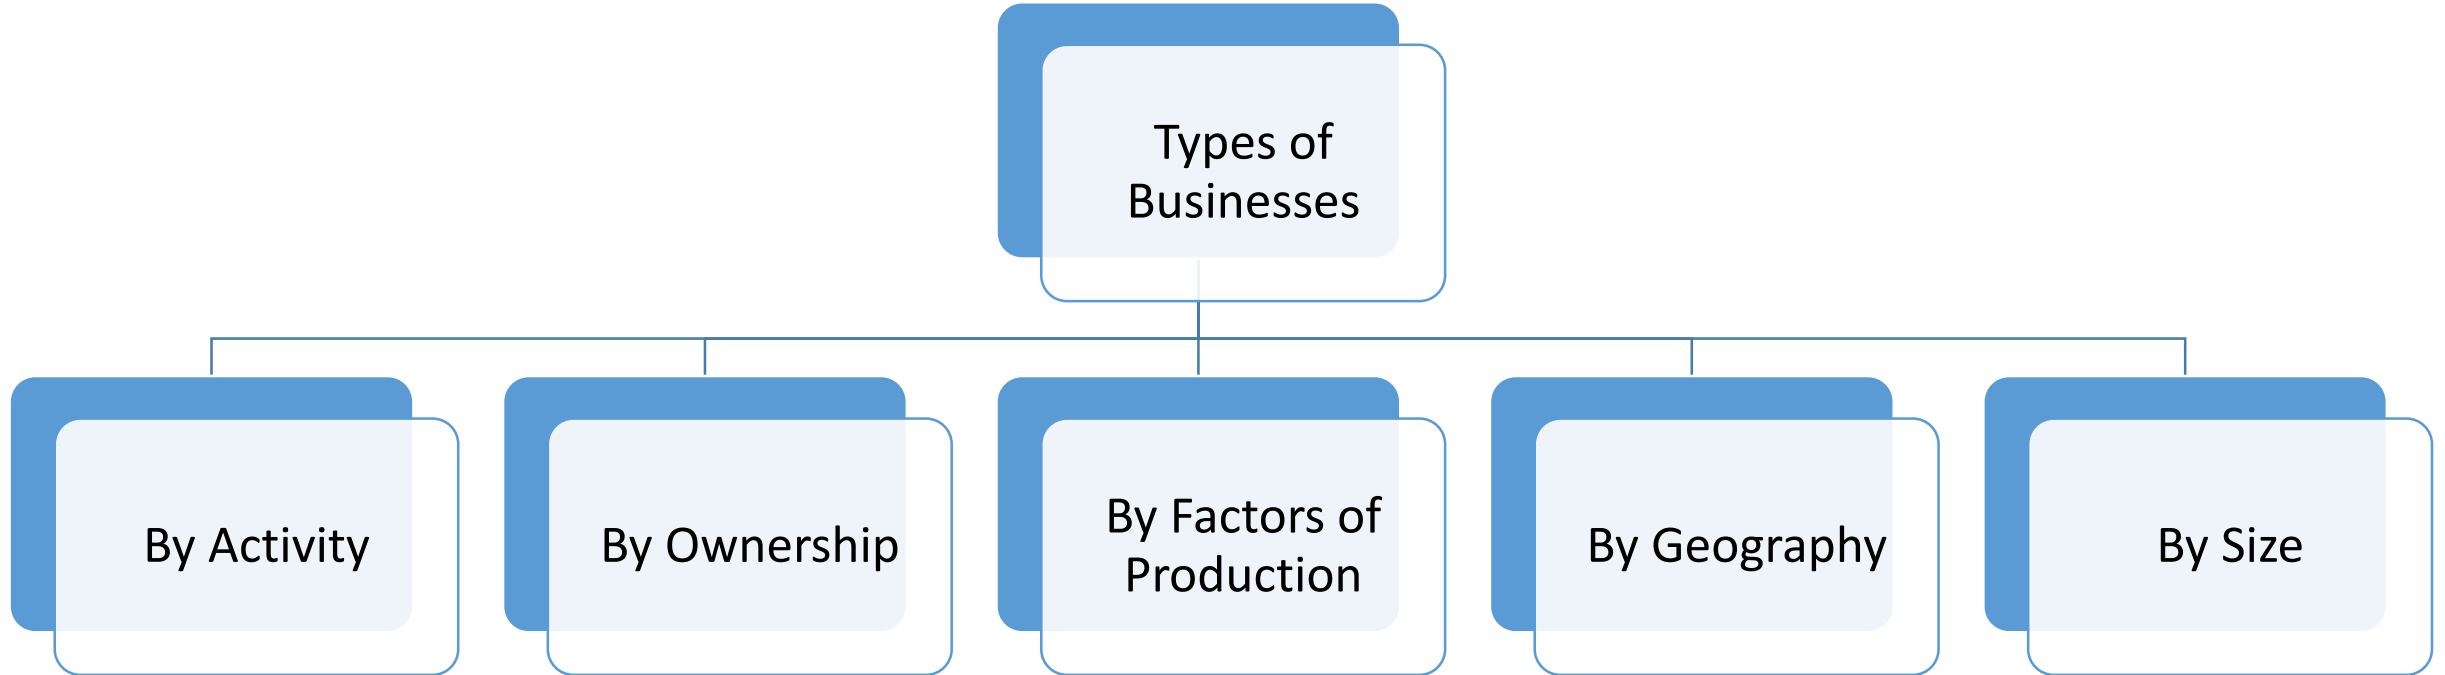 Types of
Businesses
By Activity
By Ownership
By Factors of
Production
By Geography
By Size